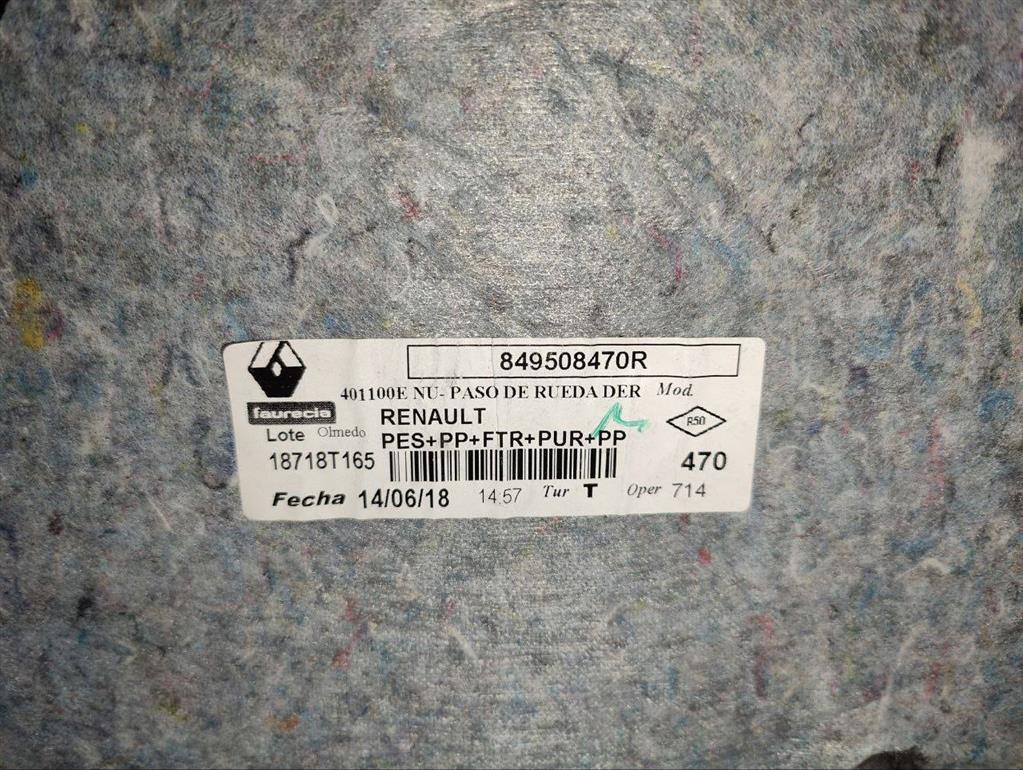 849508470R
401100E NU- PASO DE RUEDA DER Mod.
faurecia RENAULT
Lote Olmedo PES+PP+FTR+PUR+PP R50
18718T165 470
Fecha 14/06/18 14:57 Tur T Oper 714